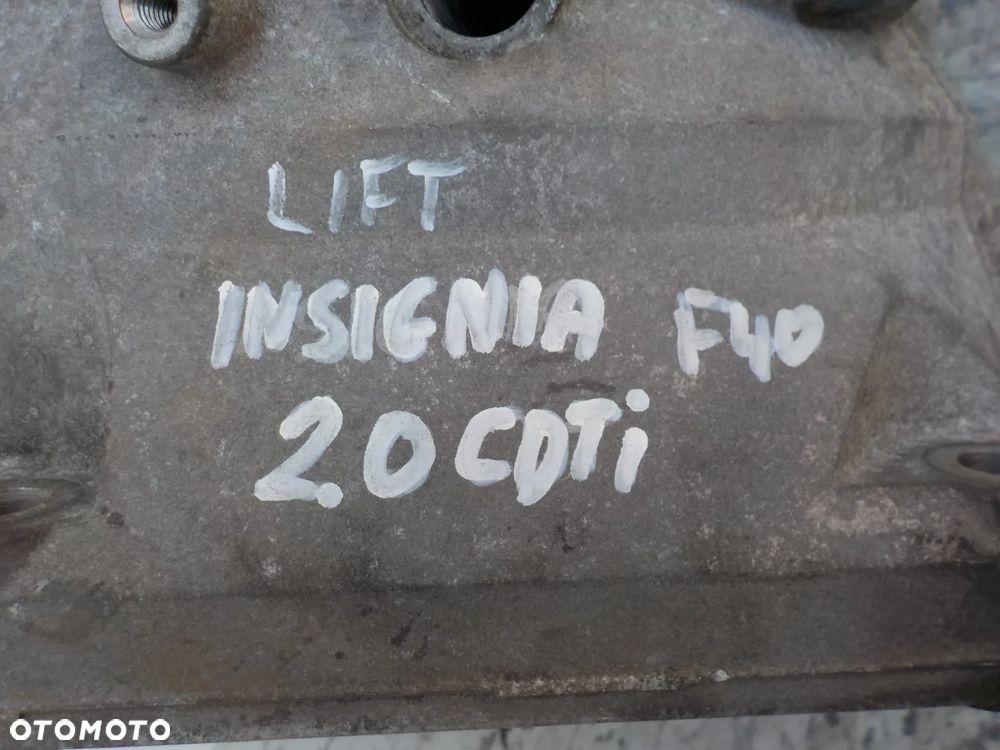 LIFT
INSIGNIA F40
2.0 CDTi
OTOMOTO